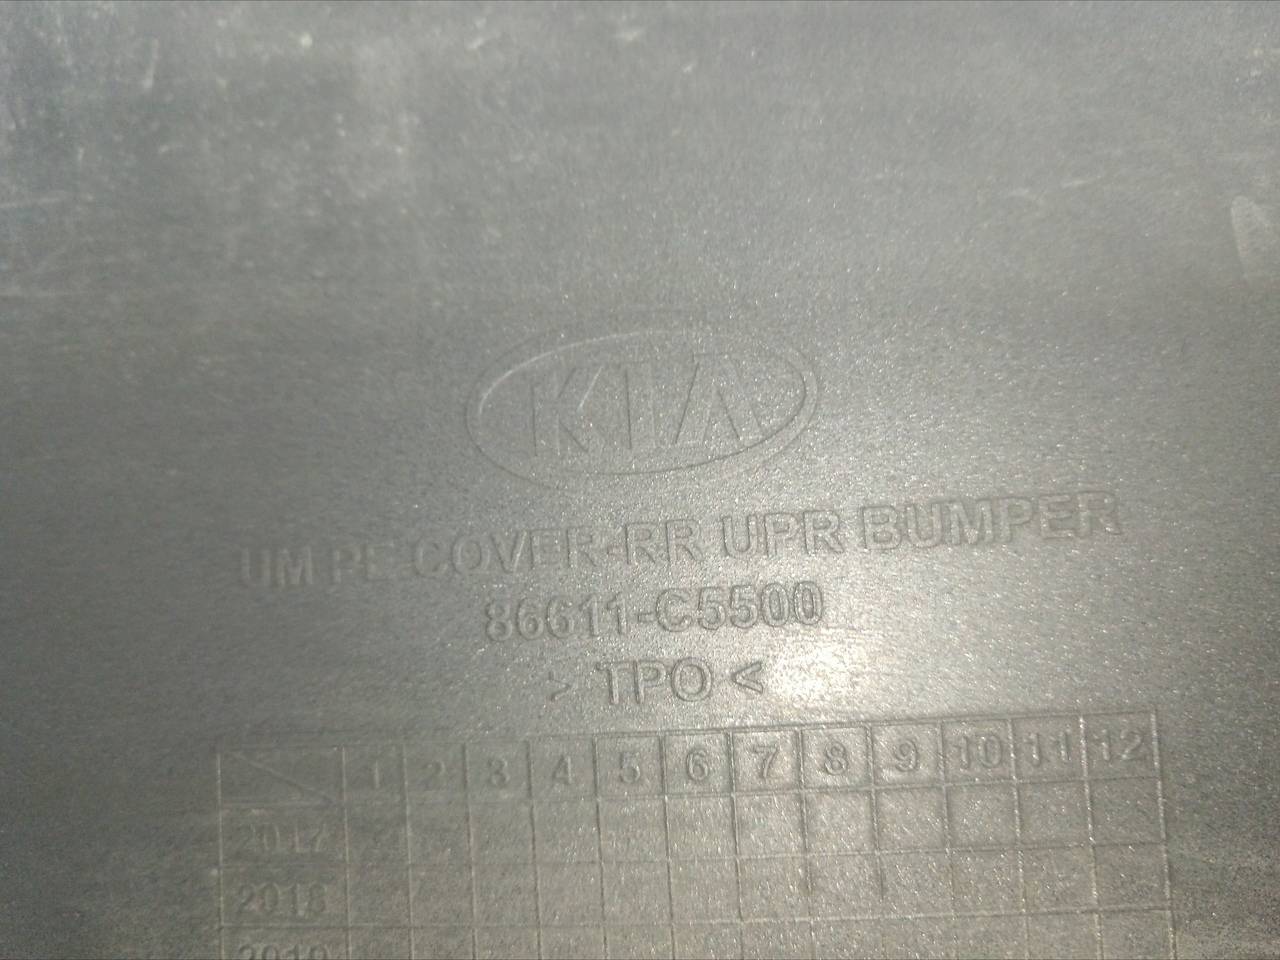 KIA
UM PE COVER-RR UPR BUMPER
86611-C5500
> TPO <
1 2 3 4 5 6 7 8 9 10 11 12
2017
2018
2019